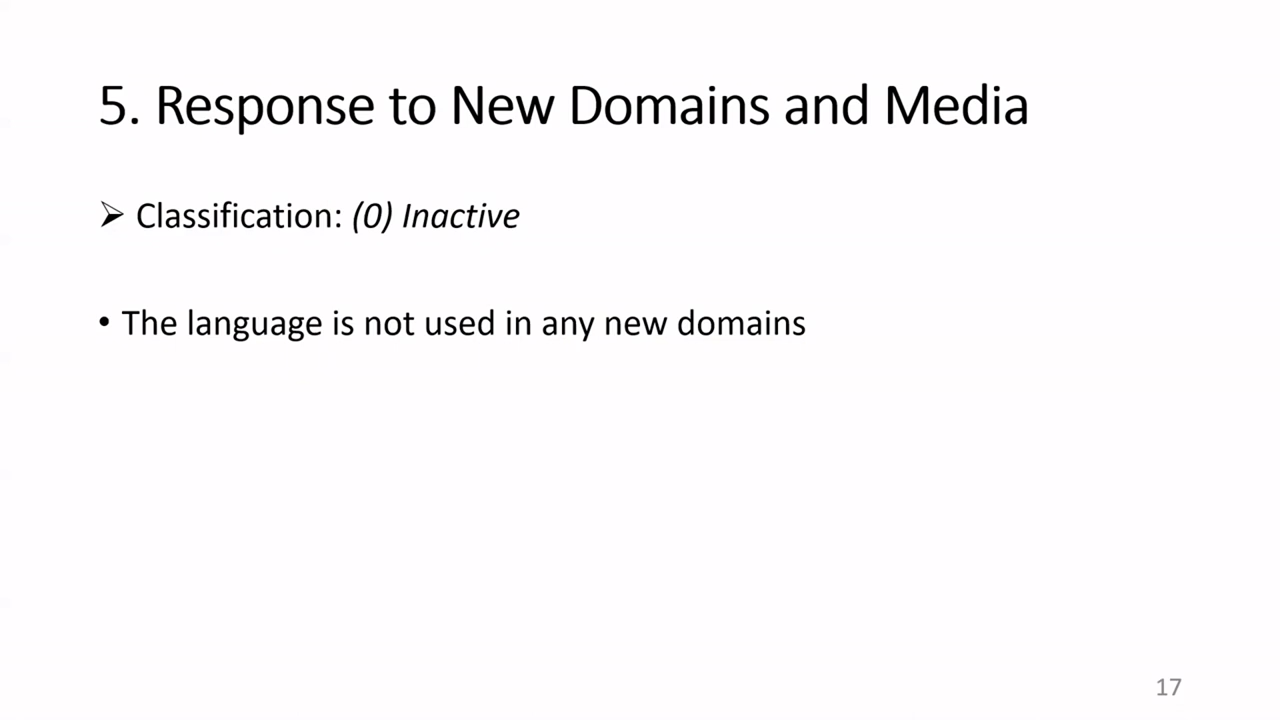 5. Response to New Domains and Media
➢ Classification: (0) Inactive
• The language is not used in any new domains
17